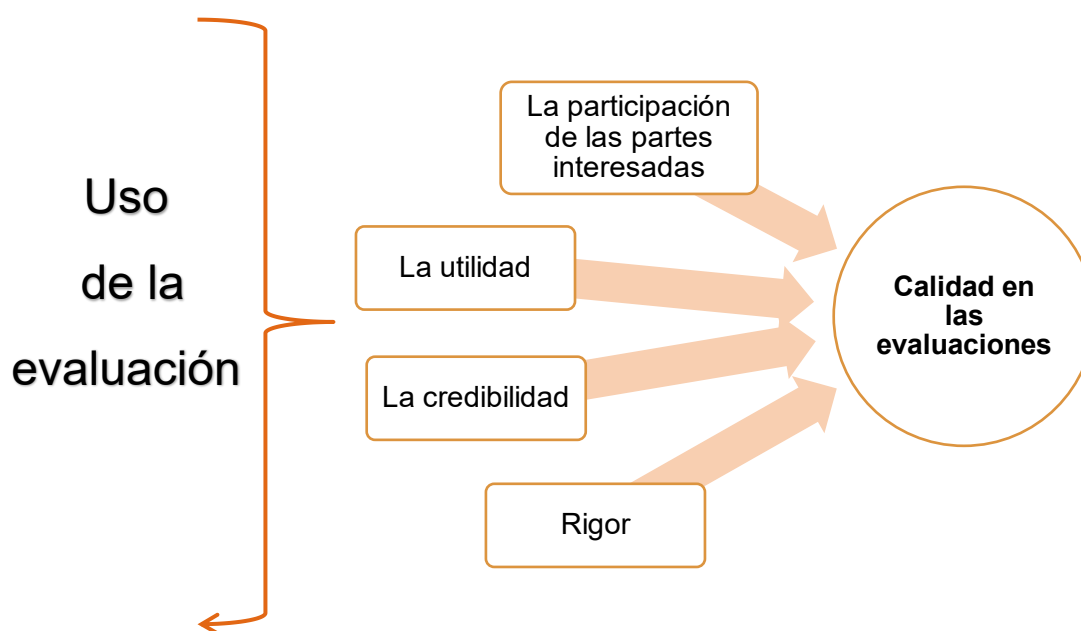 Uso
de la
evaluación
La participación
de las partes
interesadas
La utilidad
La credibilidad
Rigor
Calidad en
las
evaluaciones